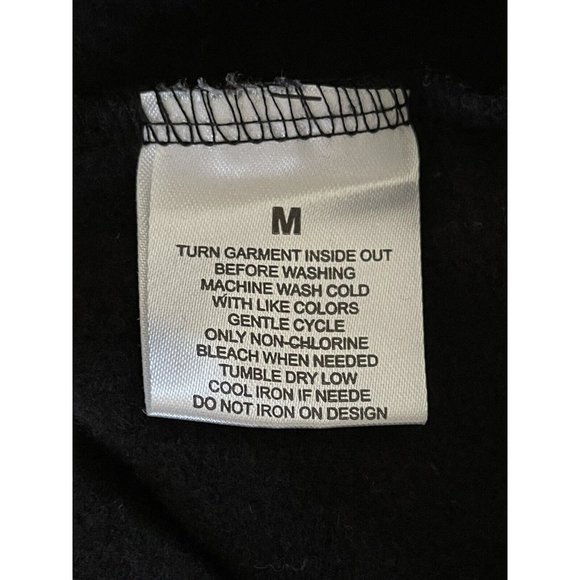 M
TURN GARMENT INSIDE OUT
BEFORE WASHING
MACHINE WASH COLD
WITH LIKE COLORS
GENTLE CYCLE
ONLY NON-CHLORINE
BLEACH WHEN NEEDED
TUMBLE DRY LOW
COOL IRON IF NEEDE
DO NOT IRON ON DESIGN